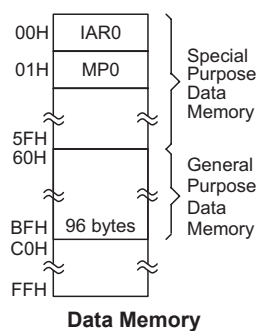 00H
IAR0
01H
MP0
Special
Purpose
Data
Memory
5FH
60H
General
Purpose
Data
Memory
BFH
96 bytes
C0H
FFH
Data Memory